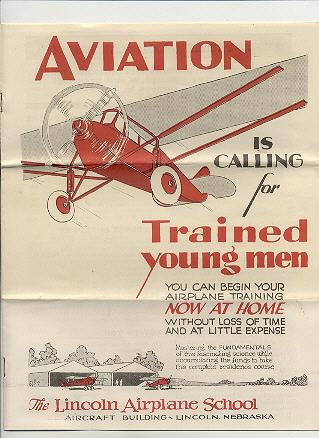 AVIATION
IS
CALLING
for
Trained
young men
YOU CAN BEGIN YOUR
AIRPLANE TRAINING
NOW AT HOME
WITHOUT LOSS OF TIME
AND AT LITTLE EXPENSE
Mastering the FUNDAMENTALS
of this fascinating science while
accumulating the funds to take
the complete residence course
The Lincoln Airplane School
AIRCRAFT BUILDING - LINCOLN, NEBRASKA